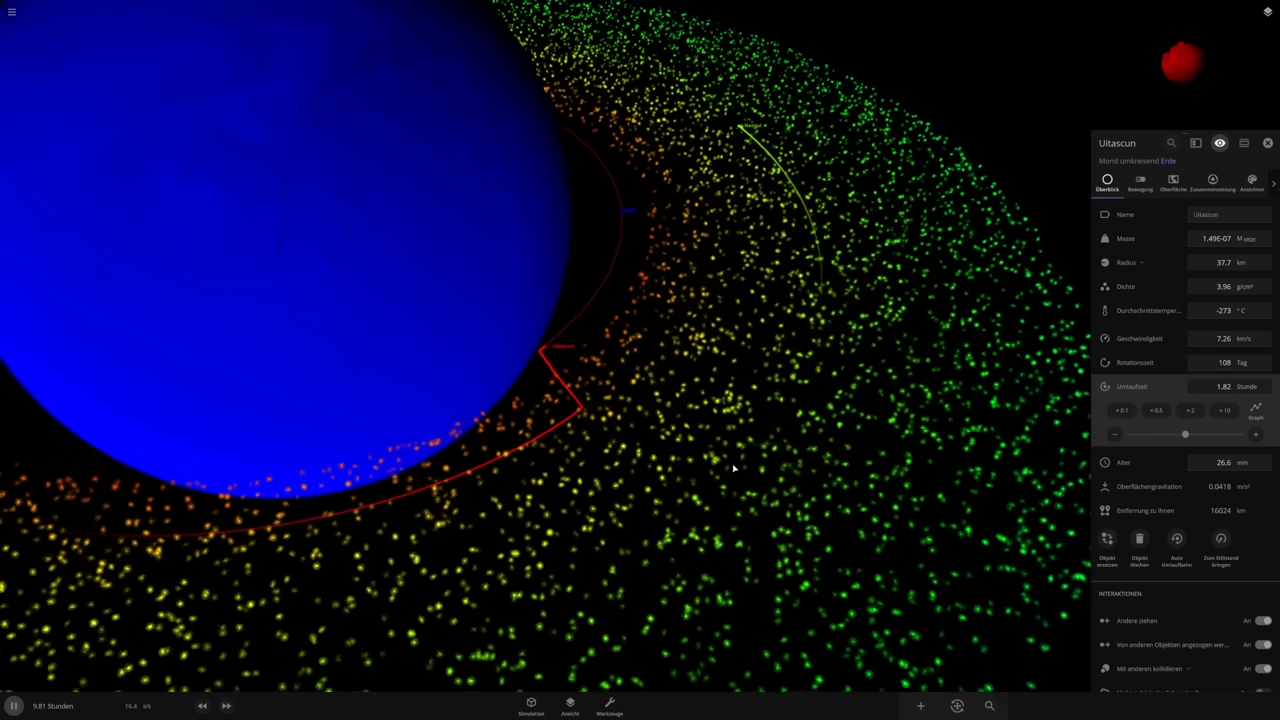 Uitascun
Mond umkreisend Erde
Überblick
Bewegung
Oberfläche
Zusammensetzung
Ansichten
Name
Uitascun
Masse
1.49E-07 M ERDE
Radius
37.7 km
Dichte
3.96 g/cm³
Durchschnittstemper...
-273 ° C
Geschwindigkeit
7.26 km/s
Rotationszeit
108 Tag
Umlaufzeit
1.82 Stunde
× 0.1
× 0.5
× 2
× 10
Graph
Alter
26,6 min
Oberflächengravitation
0.0418 m/s²
Entfernung zu Ihnen
16024 km
Objekt ersetzen
Objekt löschen
Auto Umlaufbahn
Zum Stillstand bringen
INTERAKTIONEN
Andere ziehen
An
Von anderen Objekten angezogen wer...
An
Mit anderen kollidieren
An
9.81 Stunden
16,4 s/s
Simulation
Ansicht
Werkzeuge